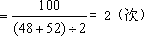 = 100 / (48+52)÷2 = 2（次）